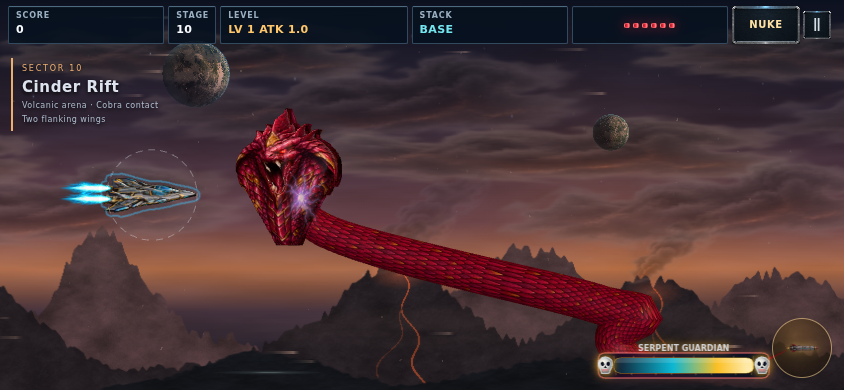 SCORE
0
STAGE
10
LEVEL
LV 1 ATK 1.0
STACK
BASE
NUKE
SECTOR 10
Cinder Rift
Volcanic arena · Cobra contact
Two flanking wings
SERPENT GUARDIAN